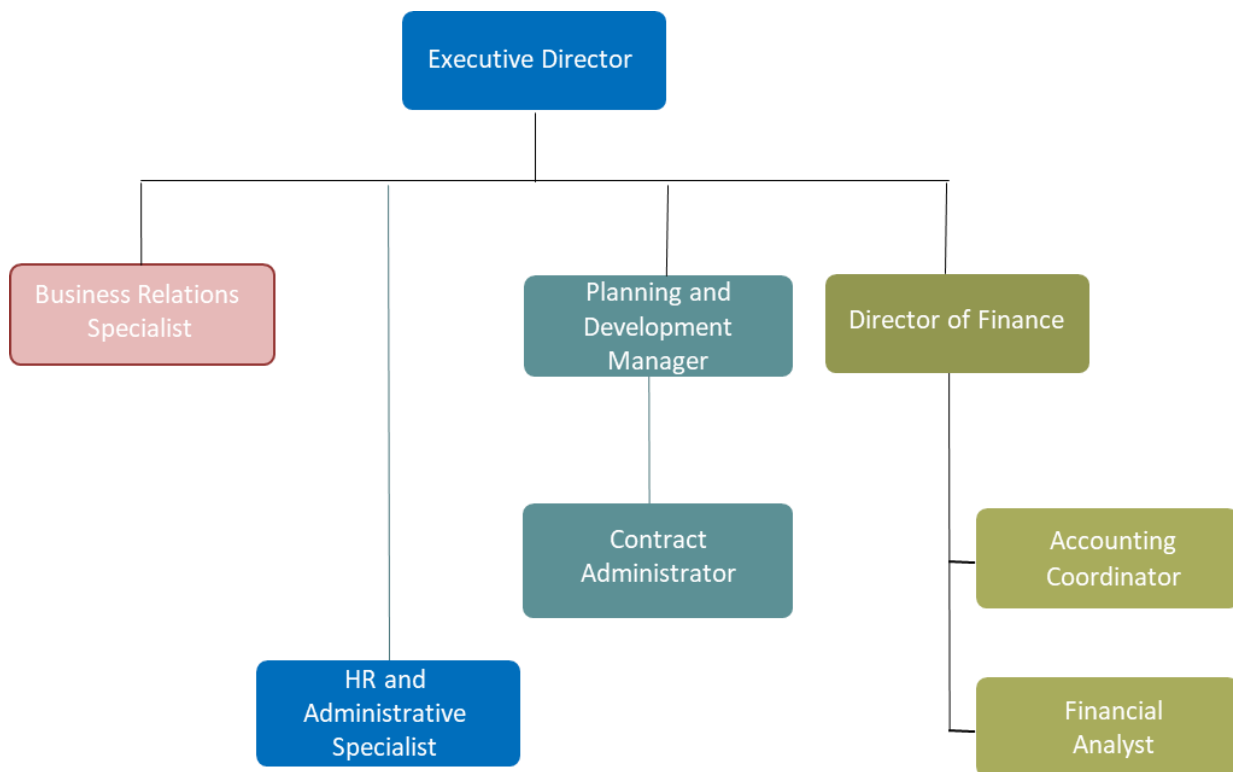 Executive Director
Business Relations
Specialist
Planning and
Development
Manager
Director of Finance
Contract
Administrator
Accounting
Coordinator
HR and
Administrative
Specialist
Financial
Analyst